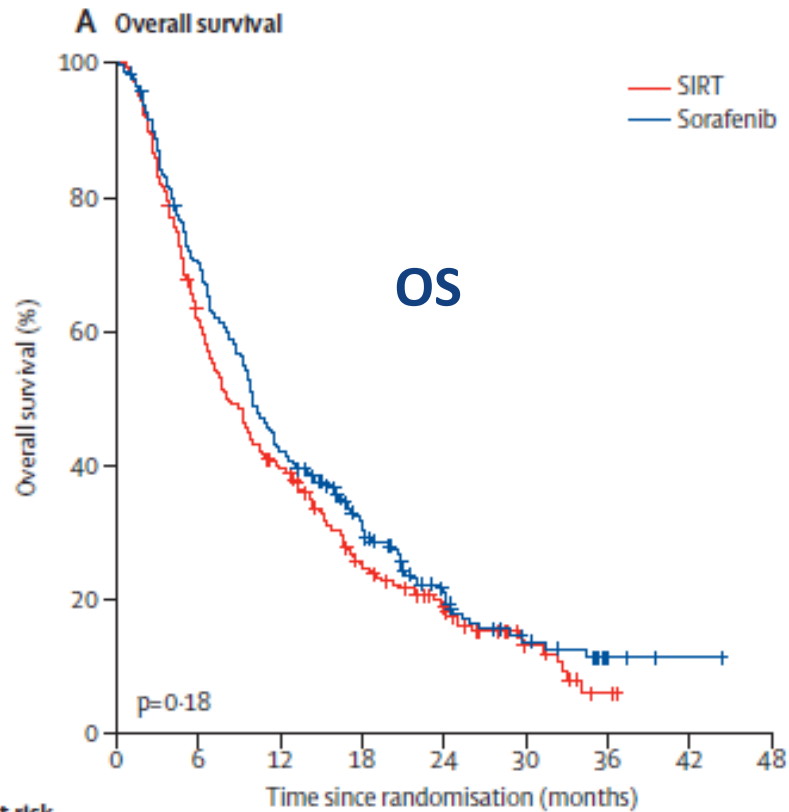 A Overall survival
SIRT
Sorafenib
OS
Overall survival (%)
100
80
60
40
20
0
p=0·18
0 6 12 18 24 30 36 42 48
Time since randomisation (months)
risk